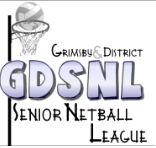 GRIMSBY & DISTRICT
GDSNL
SENIOR NETBALL
LEAGUE